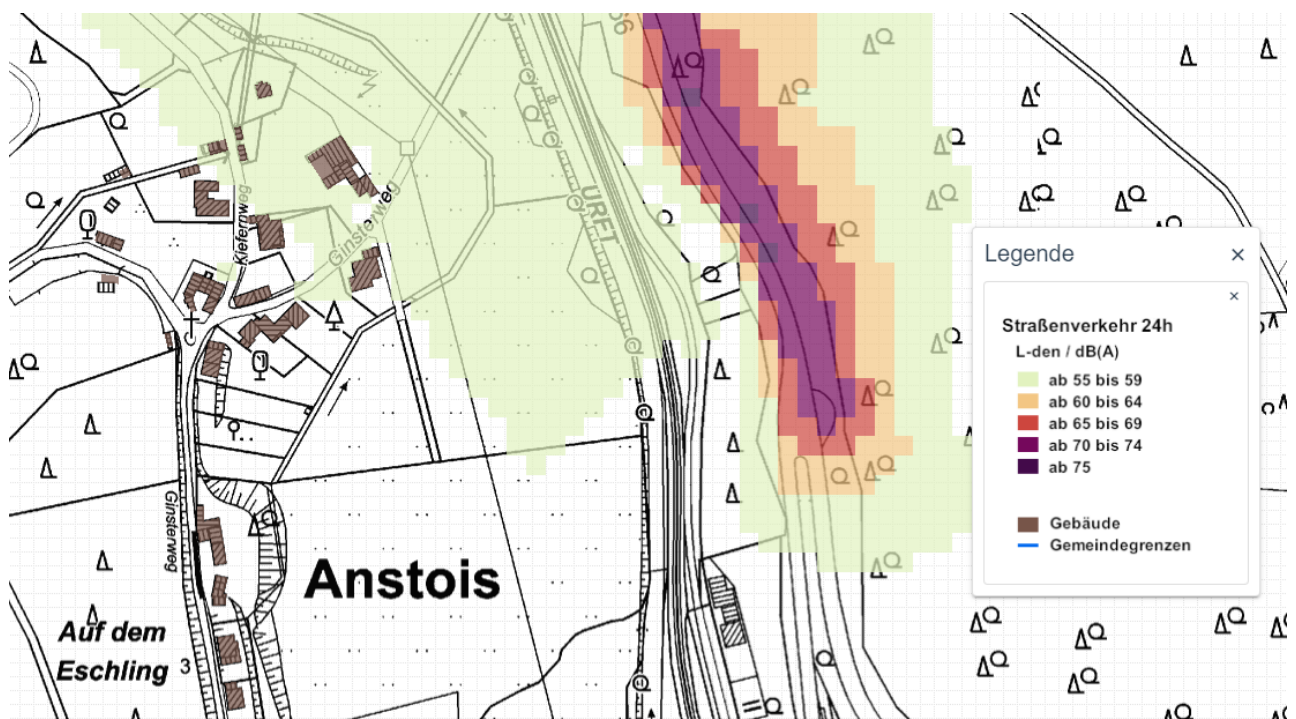 Kiefernweg
Ginsterweg
URFT
Ginsterweg
Anstois
Auf dem
Eschling
3
Legende
Straßenverkehr 24h
L-den / dB(A)
ab 55 bis 59
ab 60 bis 64
ab 65 bis 69
ab 70 bis 74
ab 75
Gebäude
Gemeindegrenzen